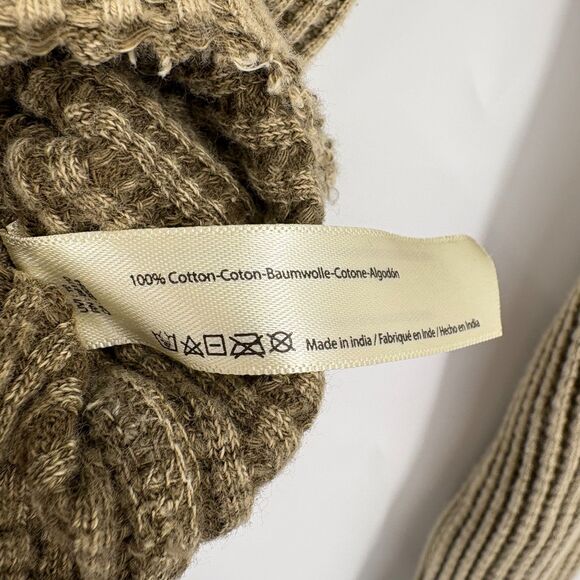 100% Cotton-Coton-Baumwolle-Cotone-Algodón
Made in india / Fabriqué en Inde / Hecho en India